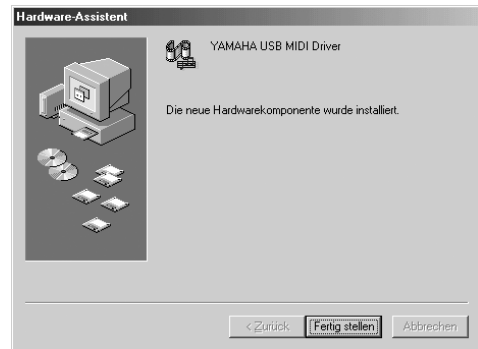 Hardware-Assistent
YAMAHA USB MIDI Driver
Die neue Hardwarekomponente wurde installiert.
< Zurück
Fertig stellen
Abbrechen